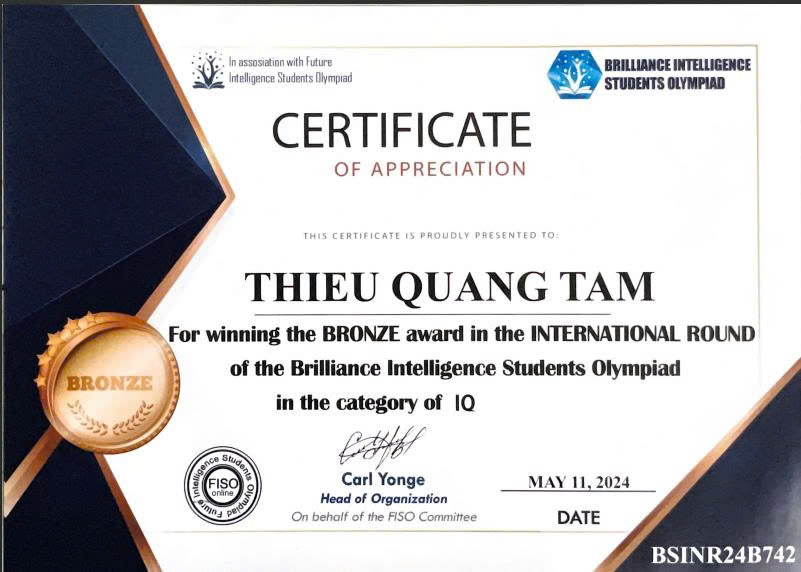 In assosiation with Future
Intelligence Students Olympiad
BRILLIANCE INTELLIGENCE
STUDENTS OLYMPIAD
CERTIFICATE
OF APPRECIATION
THIS CERTIFICATE IS PROUDLY PRESENTED TO:
THIEU QUANG TAM
For winning the BRONZE award in the INTERNATIONAL ROUND
of the Brilliance Intelligence Students Olympiad
in the category of IQ
BRONZE
Future Intelligence Students Olympiad
FISO
online
Carl Yonge
Head of Organization
On behalf of the FISO Committee
MAY 11, 2024
DATE
BSINR24B742